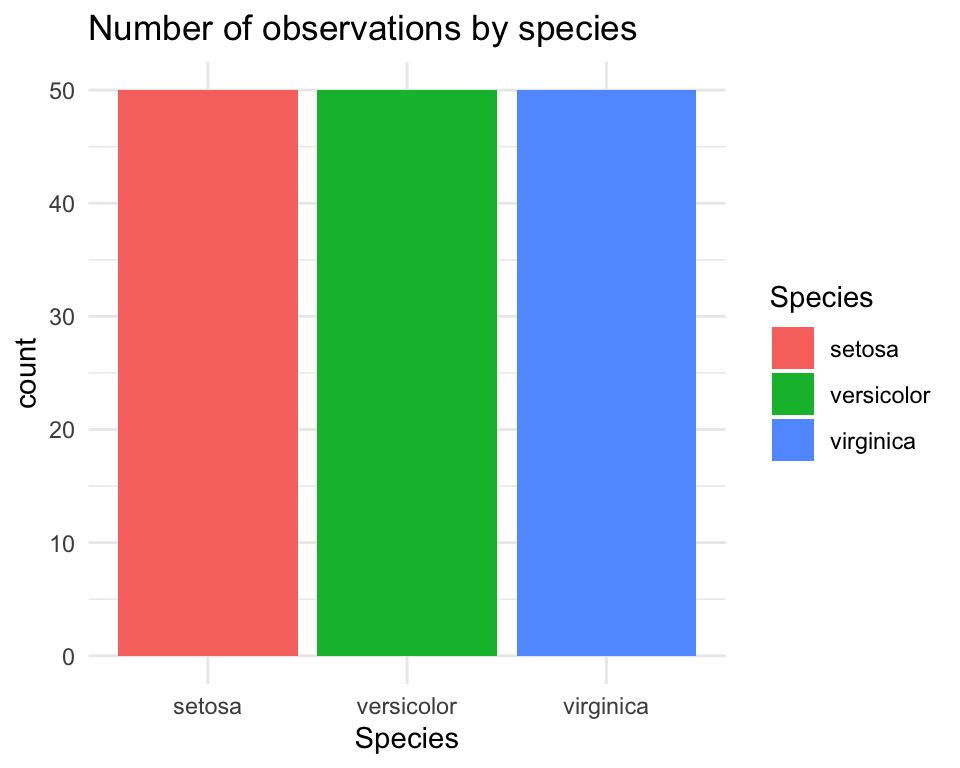 Number of observations by species
50
40
30
20
10
0
count
setosa versicolor virginica
Species
Species
setosa
versicolor
virginica